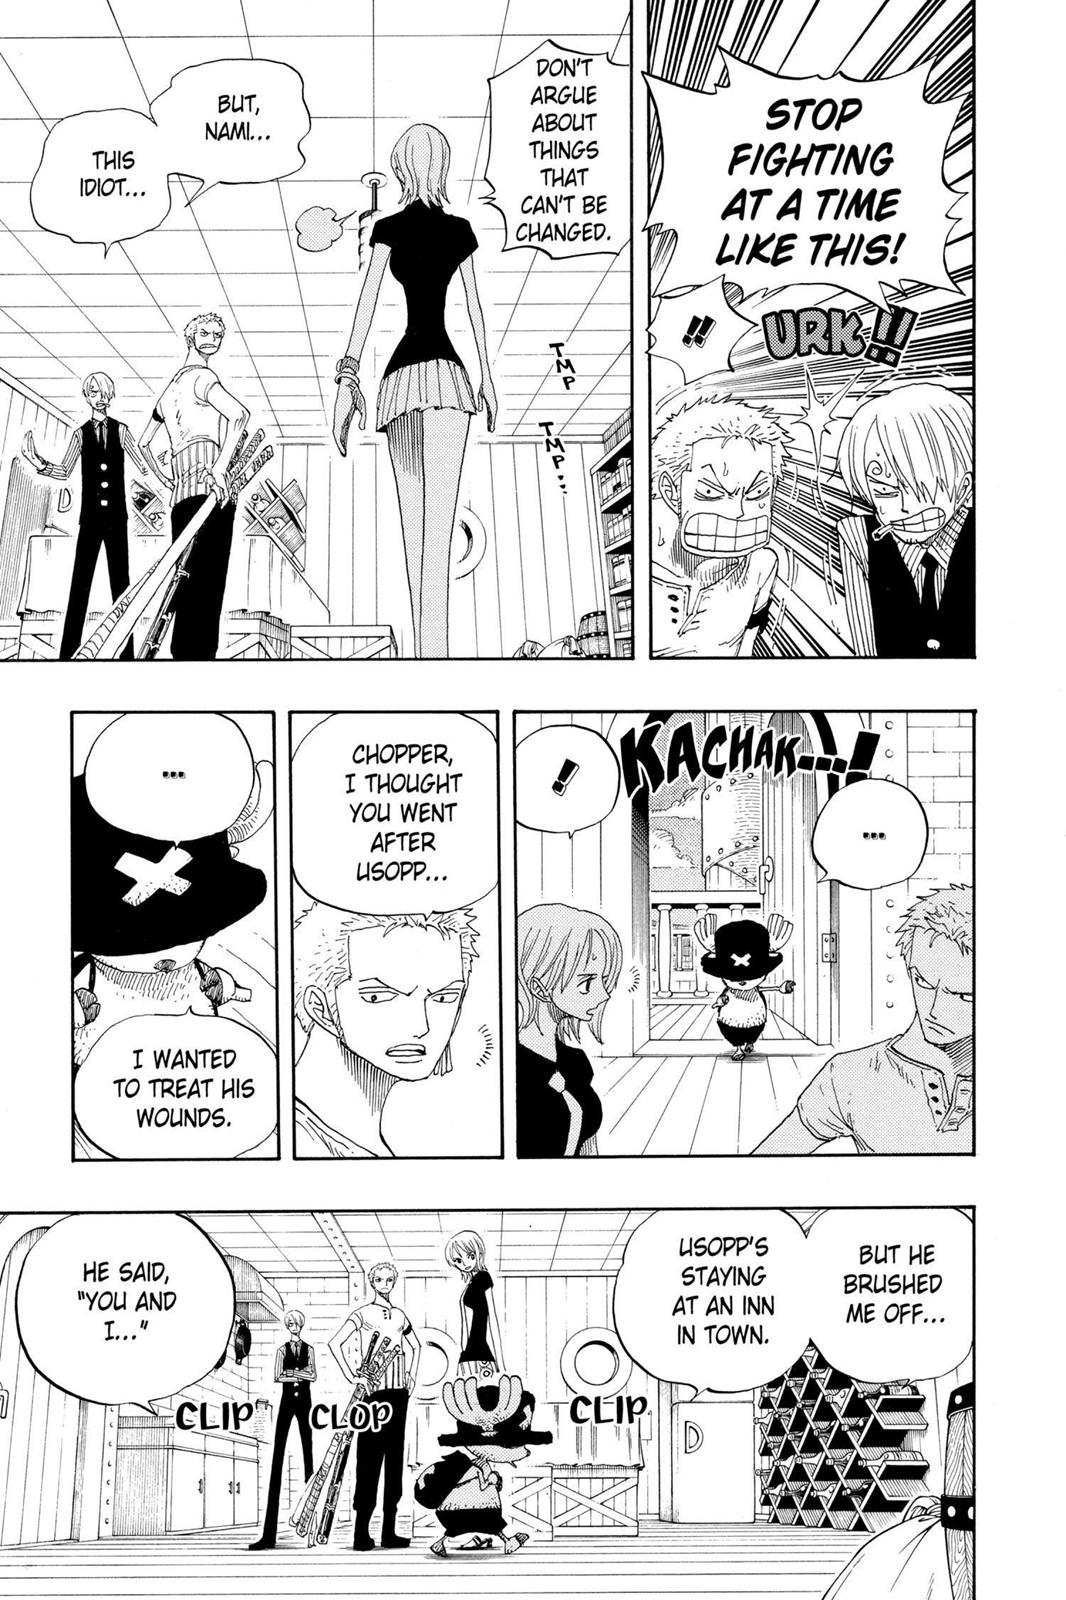 STOP
FIGHTING
AT A TIME
LIKE THIS!
!!
URK!!
DON'T
ARGUE
ABOUT
THINGS
THAT
CAN'T BE
CHANGED.
TMP
TMP...
BUT,
NAMI...
THIS
IDIOT...
D
KACHAK...!
!
...
CHOPPER,
I THOUGHT
YOU WENT
AFTER
USOPP...
...
I WANTED
TO TREAT HIS
WOUNDS.
BUT HE
BRUSHED
ME OFF...
USOPP'S
STAYING
AT AN INN
IN TOWN.
HE SAID,
"YOU AND
I..."
CLIP
CLOP
CLIP
D